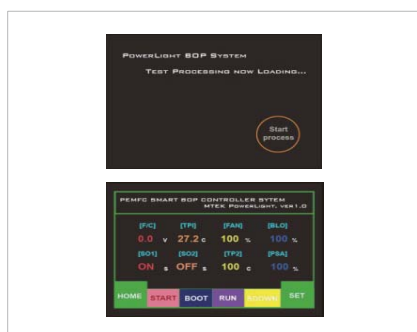 PowerLight BOP System
Test Processing now Loading...
Start
process
PEMFC SMART BOP CONTROLLER SYTEM
MTEK PowerLight. ver1.0
[F/C] [TP1] [FAN] [BLO]
0.0 v 27.2 c 100 % 100 %
[SO1] [SO2] [TP2] [PSA]
ON s OFF s 100 c 100 %
HOME START BOOT RUN SDOWN SET